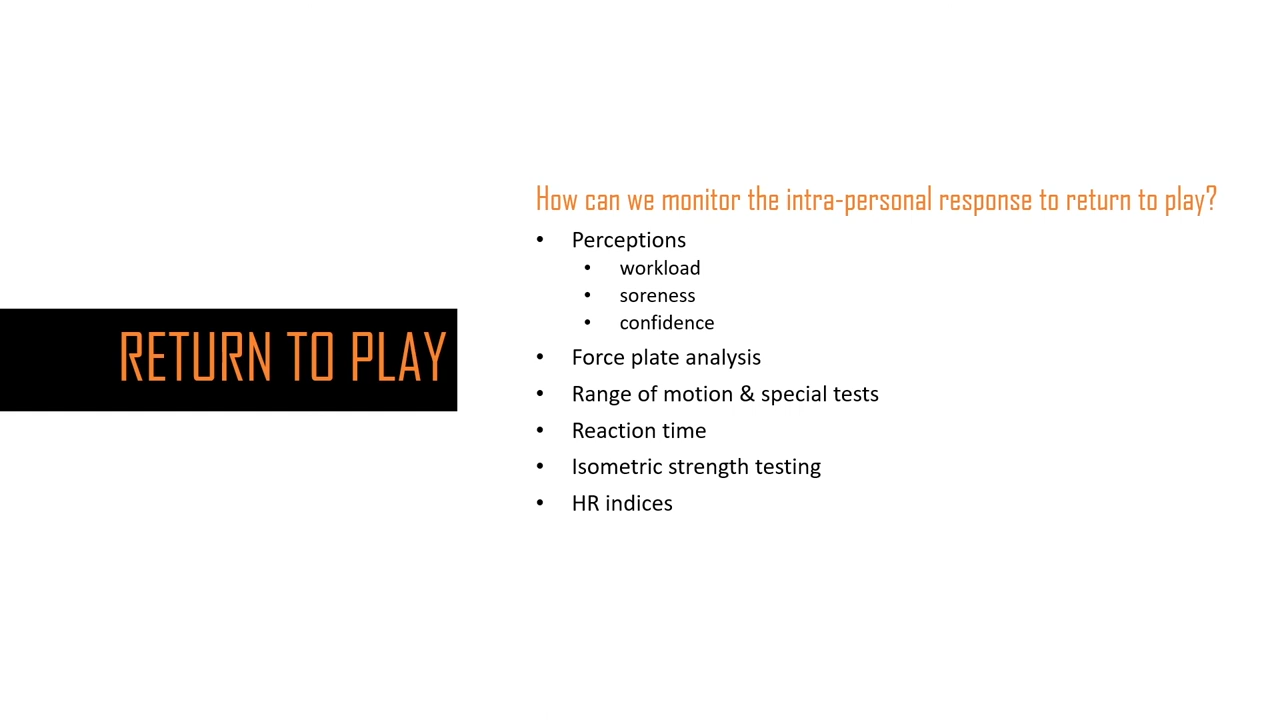 RETURN TO PLAY
How can we monitor the intra-personal response to return to play?
• Perceptions
• workload
• soreness
• confidence
• Force plate analysis
• Range of motion & special tests
• Reaction time
• Isometric strength testing
• HR indices